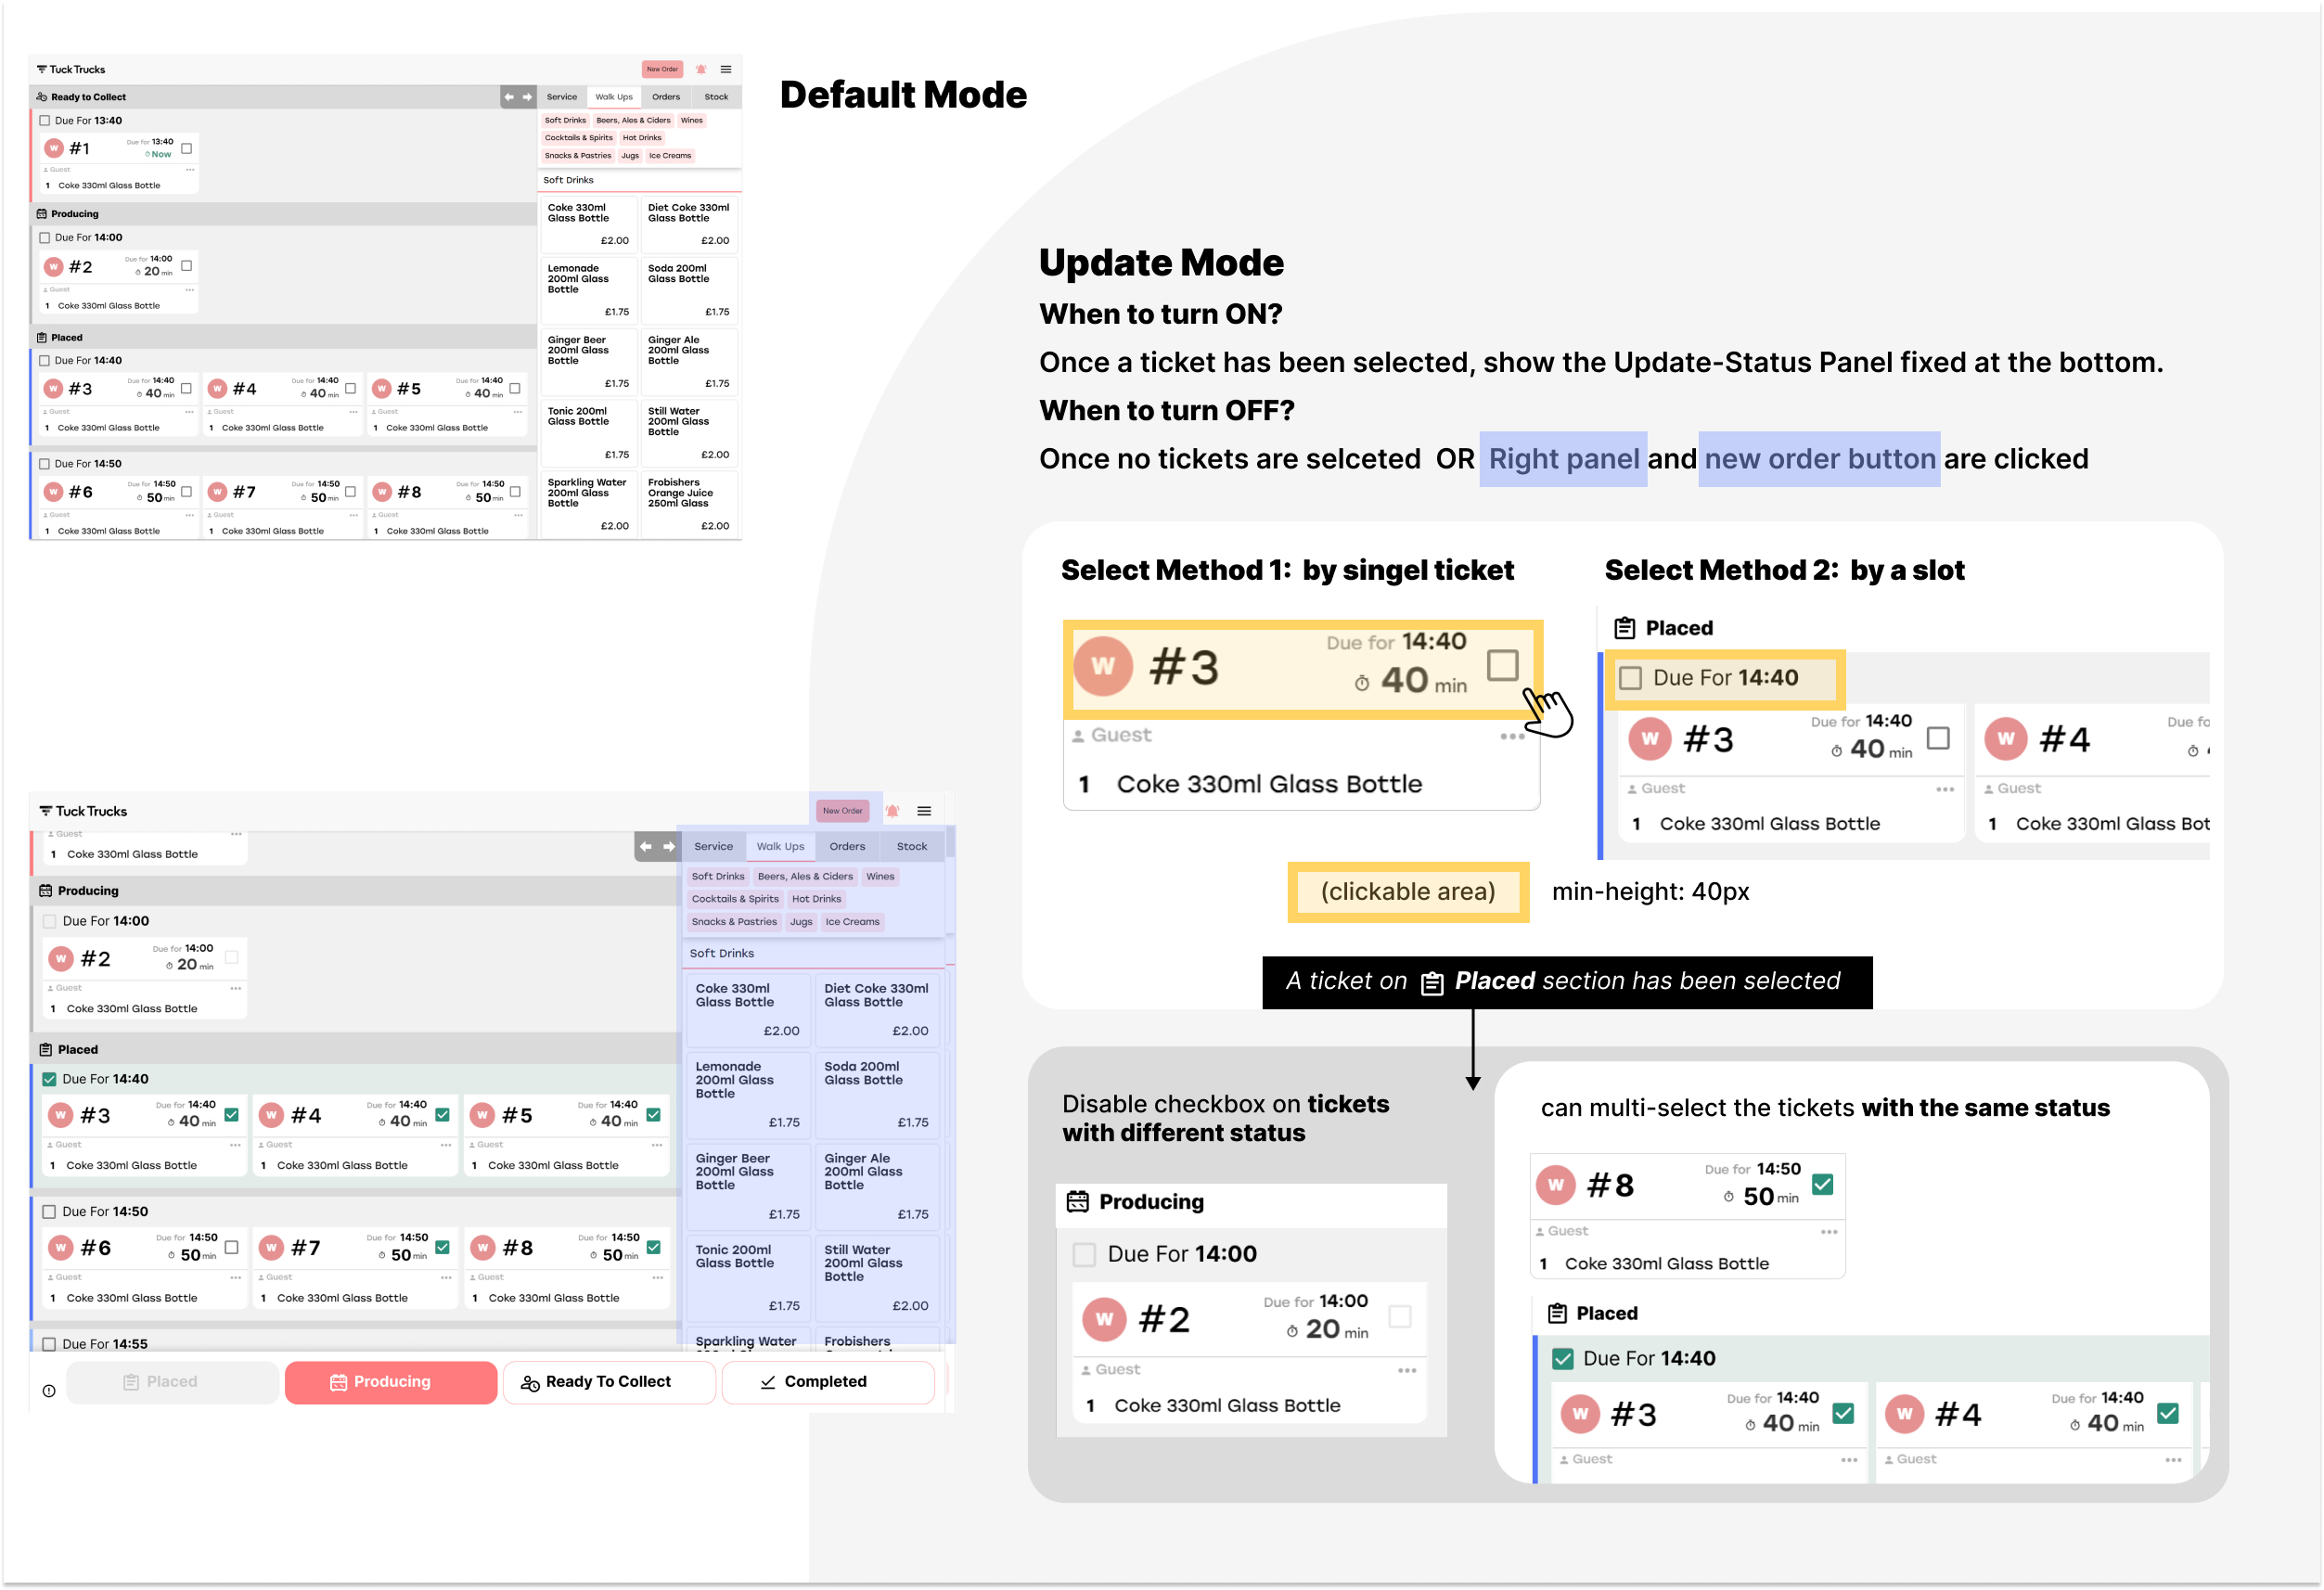 Tuck Trucks
New Order
Ready to Collect
Service Walk Ups Orders Stock
Due For 13:40
W #1 Due for 13:40
Now
Guest
1 Coke 330ml Glass Bottle
Producing
Due For 14:00
W #2 Due for 14:00
20 min
Guest
1 Coke 330ml Glass Bottle
Placed
Due For 14:40
W #3 Due for 14:40 W #4 Due for 14:40 W #5 Due for 14:40
40 min 40 min 40 min
Guest Guest Guest
1 Coke 330ml Glass Bottle 1 Coke 330ml Glass Bottle 1 Coke 330ml Glass Bottle
Due For 14:50
W #6 Due for 14:50 W #7 Due for 14:50 W #8 Due for 14:50
50 min 50 min 50 min
Guest Guest Guest
1 Coke 330ml Glass Bottle 1 Coke 330ml Glass Bottle 1 Coke 330ml Glass Bottle
Soft Drinks Beers, Ales & Ciders Wines
Cocktails & Spirits Hot Drinks
Snacks & Pastries Jugs Ice Creams
Soft Drinks
Coke 330ml Diet Coke 330ml
Glass Bottle Glass Bottle
£2.00 £2.00
Lemonade Soda 200ml
200ml Glass Glass Bottle
Bottle
£1.75 £1.75
Ginger Beer Ginger Ale
200ml Glass 200ml Glass
Bottle Bottle
£1.75 £1.75
Tonic 200ml Still Water
Glass Bottle 200ml Glass
Bottle
£1.75 £2.00
Sparkling Water Frobishers
200ml Glass Orange Juice
Bottle 250ml Glass
£2.00 £2.00
Default Mode
Update Mode
When to turn ON?
Once a ticket has been selected, show the Update-Status Panel fixed at the bottom.
When to turn OFF?
Once no tickets are selceted OR Right panel and new order button are clicked
Select Method 1: by singel ticket
W #3 Due for 14:40
40 min
Guest
1 Coke 330ml Glass Bottle
Select Method 2: by a slot
Placed
Due For 14:40
W #3 Due for 14:40 W #4 Due fo
40 min
Guest Guest
1 Coke 330ml Glass Bottle 1 Coke 330ml Glass Bot
(clickable area) min-height: 40px
A ticket on Placed section has been selected
Disable checkbox on tickets
with different status
Producing
Due For 14:00
W #2 Due for 14:00
20 min
Guest
1 Coke 330ml Glass Bottle
can multi-select the tickets with the same status
W #8 Due for 14:50
50 min
Guest
1 Coke 330ml Glass Bottle
Placed
Due For 14:40
W #3 Due for 14:40 W #4 Due for 14:40
40 min 40 min
Guest Guest
Tuck Trucks
New Order
Guest
1 Coke 330ml Glass Bottle
Service Walk Ups Orders Stock
Producing
Due For 14:00
W #2 Due for 14:00
20 min
Guest
1 Coke 330ml Glass Bottle
Placed
Due For 14:40
W #3 Due for 14:40 W #4 Due for 14:40 W #5 Due for 14:40
40 min 40 min 40 min
Guest Guest Guest
1 Coke 330ml Glass Bottle 1 Coke 330ml Glass Bottle 1 Coke 330ml Glass Bottle
Due For 14:50
W #6 Due for 14:50 W #7 Due for 14:50 W #8 Due for 14:50
50 min 50 min 50 min
Guest Guest Guest
1 Coke 330ml Glass Bottle 1 Coke 330ml Glass Bottle 1 Coke 330ml Glass Bottle
Due For 14:55
Soft Drinks Beers, Ales & Ciders Wines
Cocktails & Spirits Hot Drinks
Snacks & Pastries Jugs Ice Creams
Soft Drinks
Coke 330ml Diet Coke 330ml
Glass Bottle Glass Bottle
£2.00 £2.00
Lemonade Soda 200ml
200ml Glass Glass Bottle
Bottle
£1.75 £1.75
Ginger Beer Ginger Ale
200ml Glass 200ml Glass
Bottle Bottle
£1.75 £1.75
Tonic 200ml Still Water
Glass Bottle 200ml Glass
Bottle
£1.75 £2.00
Sparkling Water Frobishers
Placed Producing Ready To Collect Completed